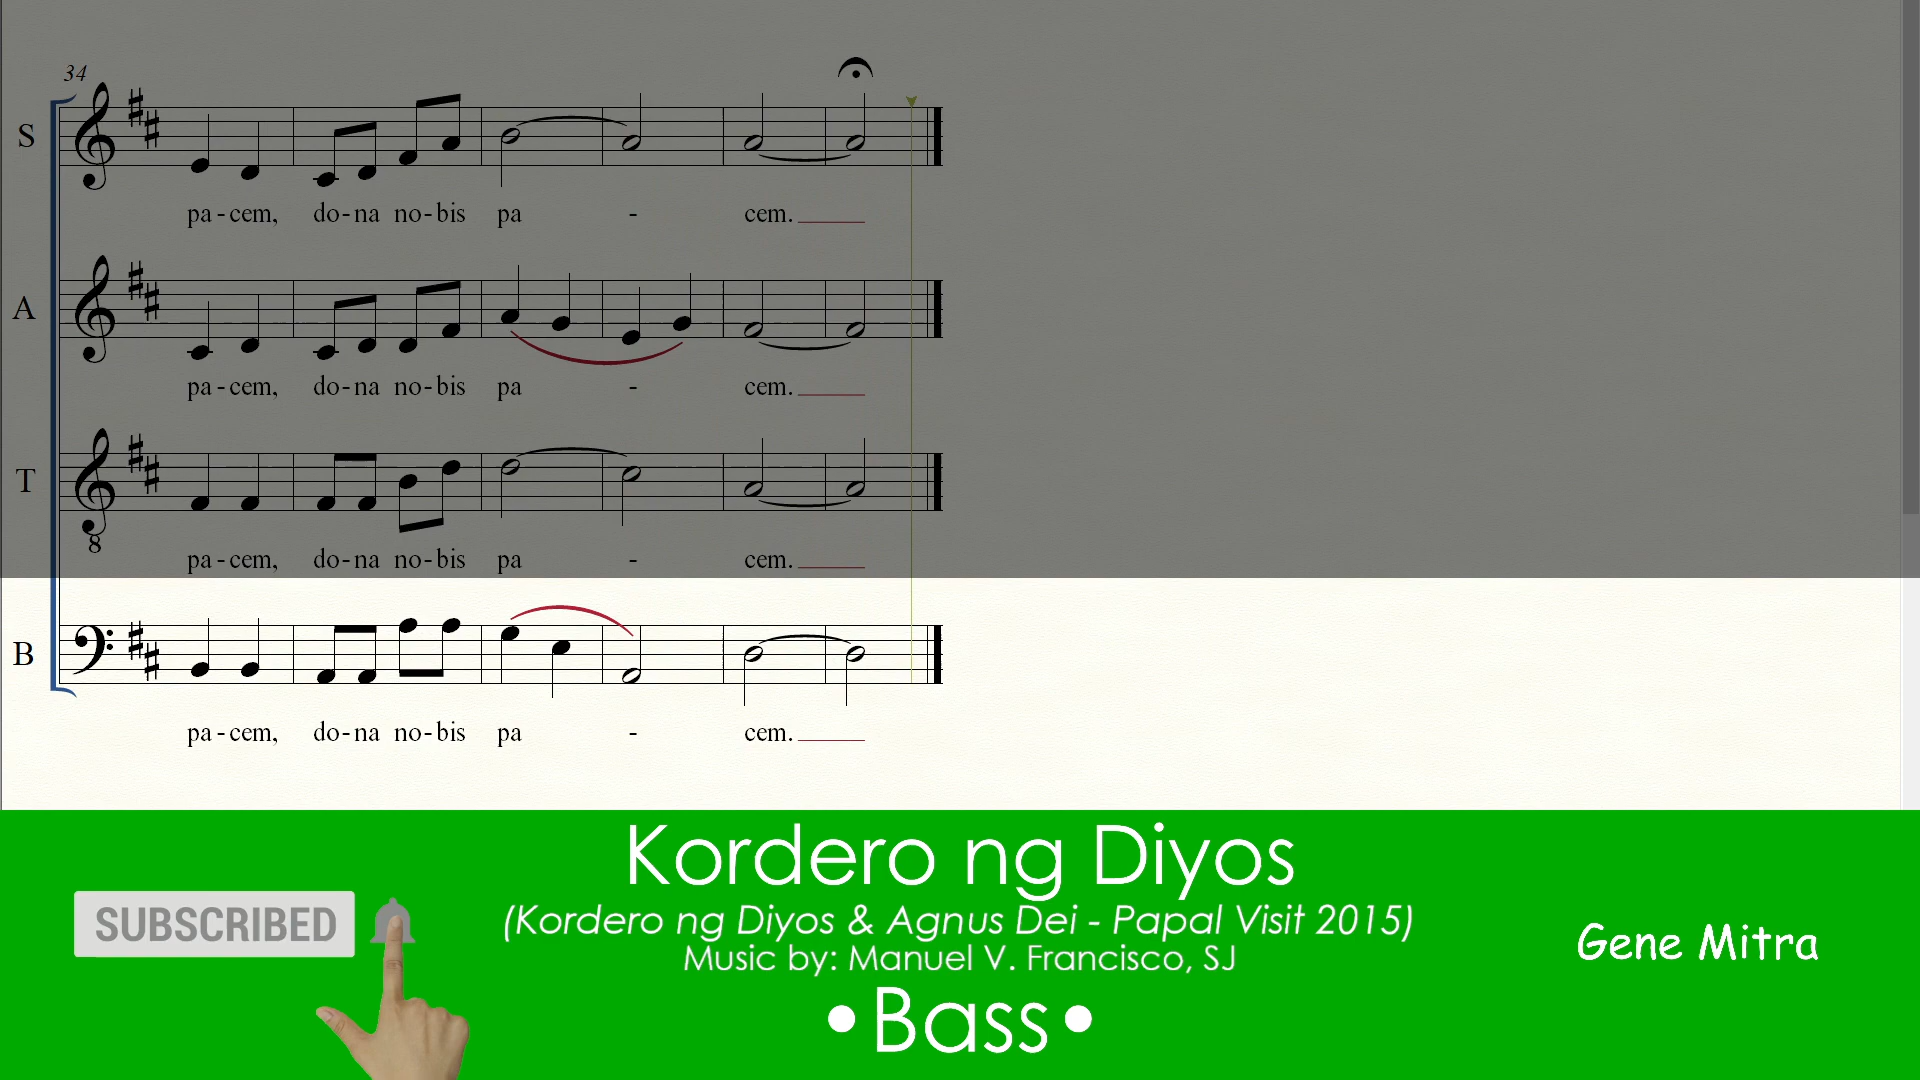 34
S
pa - cem, do - na no - bis pa - cem.
A
pa - cem, do - na no - bis pa - cem.
T
8
pa - cem, do - na no - bis pa - cem.
B
pa - cem, do - na no - bis pa - cem.
Kordero ng Diyos
(Kordero ng Diyos & Agnus Dei - Papal Visit 2015)
SUBSCRIBED
Music by: Manuel V. Francisco, SJ
Gene Mitra
•Bass•